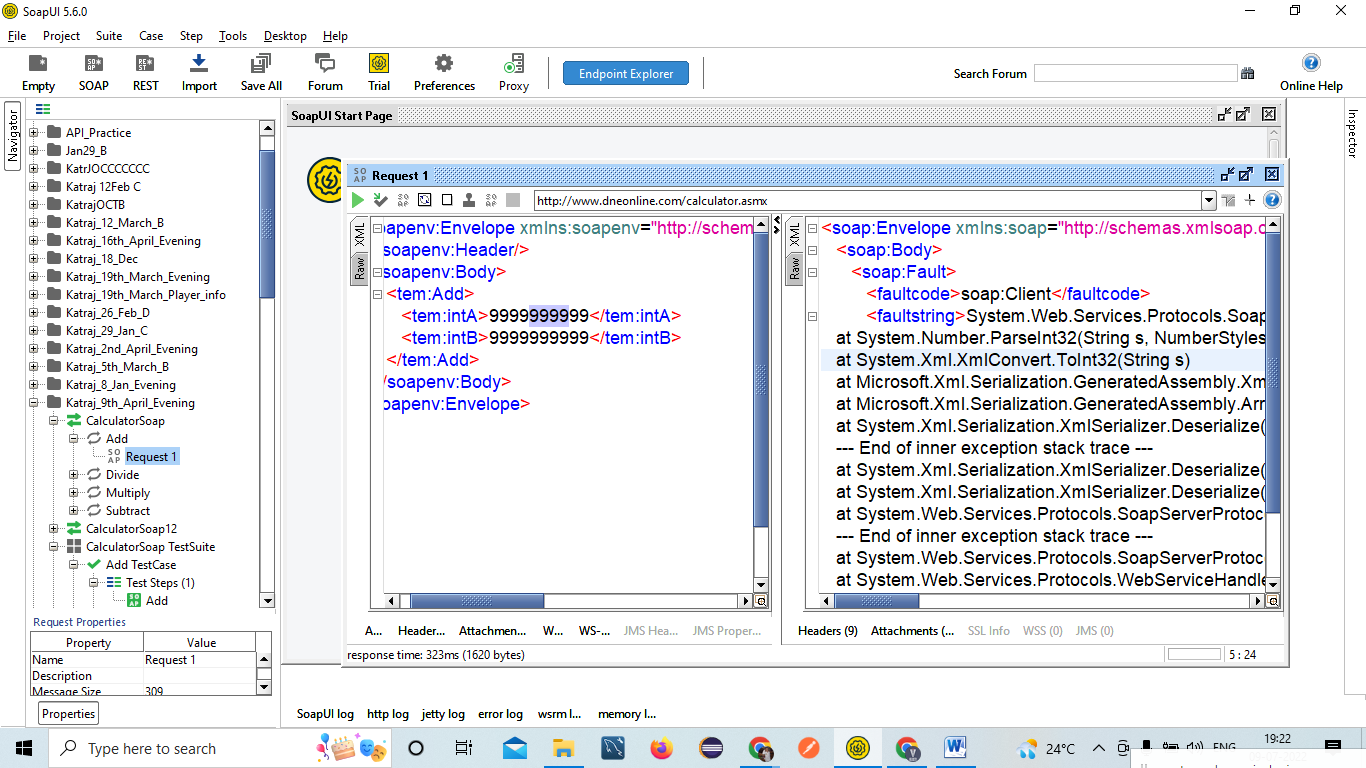 SoapUI 5.6.0
File Project Suite Case Step Tools Desktop Help
Empty SOAP REST Import Save All Forum Trial Preferences Proxy Endpoint Explorer Search Forum Online Help
Navigator
Inspector
API_Practice
Jan29_B
KatrJOCCCCCCC
Katraj 12Feb C
KatrajOCTB
Katraj_12_March_B
Katraj_16th_April_Evening
Katraj_18_Dec
Katraj_19th_March_Evening
Katraj_19th_March_Player_info
Katraj_26_Feb_D
Katraj_29_Jan_C
Katraj_2nd_April_Evening
Katraj_5th_March_B
Katraj_8_Jan_Evening
Katraj_9th_April_Evening
CalculatorSoap
Add
SO AP Request 1
Divide
Multiply
Subtract
CalculatorSoap12
CalculatorSoap TestSuite
Add TestCase
Test Steps (1)
Add
Request Properties
Property Value
Name Request 1
Description
Message Size 309
Properties
SoapUI Start Page
SO AP Request 1
http://www.dneonline.com/calculator.asmx
XML
Raw
oapenv:Envelope xmlns:soapenv="http://schem
soapenv:Header/>
soapenv:Body>
<tem:Add>
<tem:intA>9999999999</tem:intA>
<tem:intB>9999999999</tem:intB>
</tem:Add>
/soapenv:Body>
oapenv:Envelope>
A... Header... Attachmen... W... WS-... JMS Hea... JMS Proper...
XML
Raw
<soap:Envelope xmlns:soap="http://schemas.xmlsoap.o
<soap:Body>
<soap:Fault>
<faultcode>soap:Client</faultcode>
<faultstring>System.Web.Services.Protocols.Soap
at System.Number.ParseInt32(String s, NumberStyles
at System.Xml.XmlConvert.ToInt32(String s)
at Microsoft.Xml.Serialization.GeneratedAssembly.Xm
at Microsoft.Xml.Serialization.GeneratedAssembly.Arr
at System.Xml.Serialization.XmlSerializer.Deserialize(
--- End of inner exception stack trace ---
at System.Xml.Serialization.XmlSerializer.Deserialize(
at System.Xml.Serialization.XmlSerializer.Deserialize(
at System.Web.Services.Protocols.SoapServerProtoc
--- End of inner exception stack trace ---
at System.Web.Services.Protocols.SoapServerProtoc
at System.Web.Services.Protocols.WebServiceHandle
Headers (9) Attachments (... SSL Info WSS (0) JMS (0)
response time: 323ms (1620 bytes) 5 : 24
SoapUI log http log jetty log error log wsrm l... memory l...
Type here to search
24°C ENG 19:22